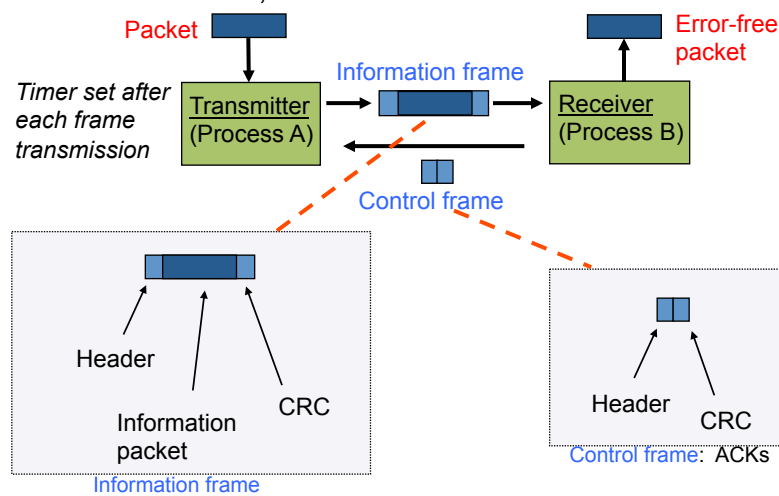 Packet
Error-free
packet
Information frame
Timer set after
each frame
transmission
Transmitter
(Process A)
Receiver
(Process B)
Control frame
Header
Information
packet
CRC
Information frame
Header
CRC
Control frame: ACKs